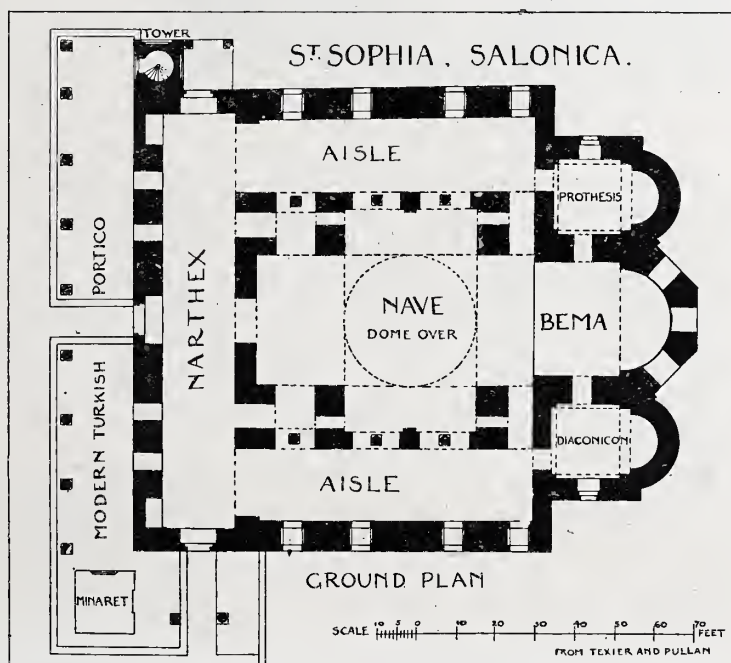 TOWER
ST. SOPHIA, SALONICA.
AISLE
PROTHESIS
PORTICO
NARTHEX
NAVE
DOME OVER
BEMA
MODERN TURKISH
DIACONICON
AISLE
MINARET
GROUND PLAN
SCALE 10 5 0 10 20 30 40 50 60 70 FEET
FROM TEXIER AND PULLAN